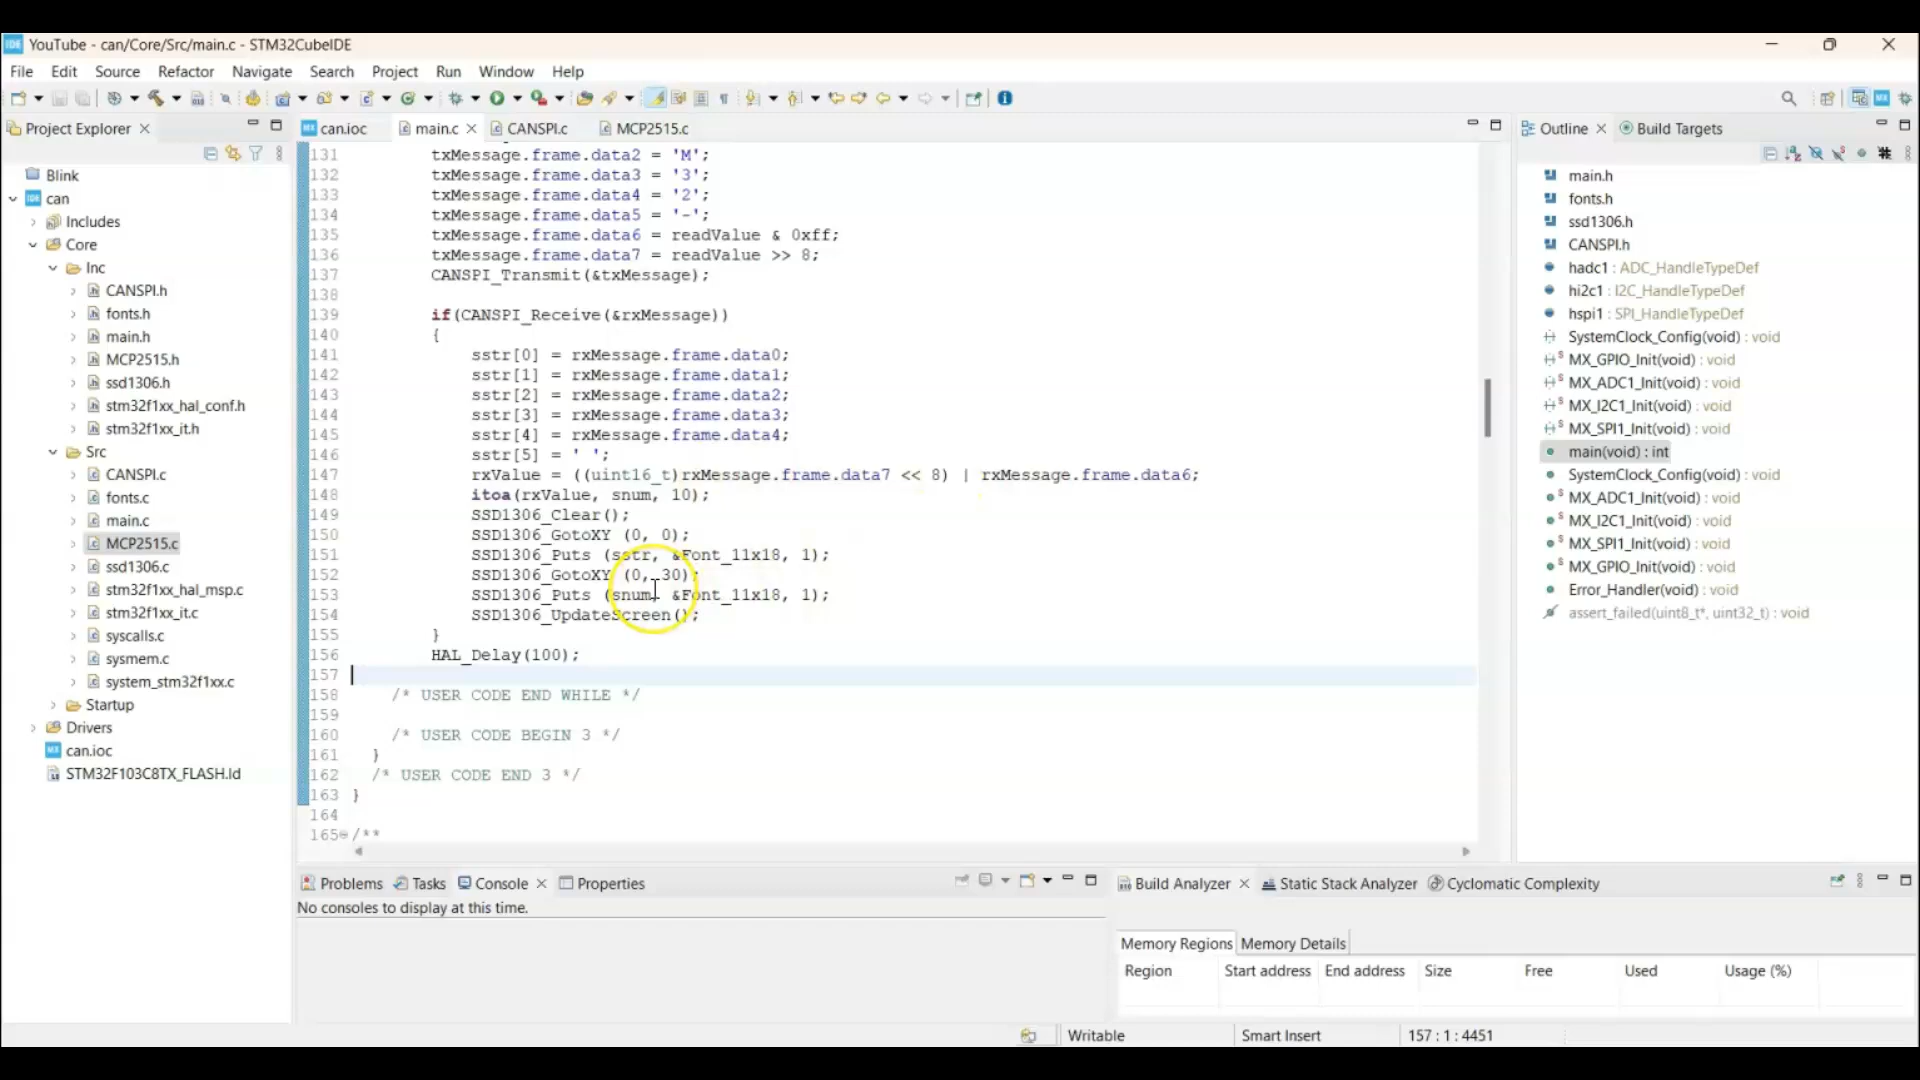 YouTube - can/Core/Src/main.c - STM32CubeIDE
File Edit Source Refactor Navigate Search Project Run Window Help
Project Explorer
Blink
can
Includes
Core
Inc
CANSPI.h
fonts.h
main.h
MCP2515.h
ssd1306.h
stm32f1xx_hal_conf.h
stm32f1xx_it.h
Src
CANSPI.c
fonts.c
main.c
MCP2515.c
ssd1306.c
stm32f1xx_hal_msp.c
stm32f1xx_it.c
syscalls.c
sysmem.c
system_stm32f1xx.c
Startup
Drivers
can.ioc
STM32F103C8TX_FLASH.ld
can.ioc main.c CANSPI.c MCP2515.c
131 txMessage.frame.data2 = 'M';
132 txMessage.frame.data3 = '3';
133 txMessage.frame.data4 = '2';
134 txMessage.frame.data5 = '-';
135 txMessage.frame.data6 = readValue & 0xff;
136 txMessage.frame.data7 = readValue >> 8;
137 CANSPI_Transmit(&txMessage);
138
139 if(CANSPI_Receive(&rxMessage))
140 {
141 sstr[0] = rxMessage.frame.data0;
142 sstr[1] = rxMessage.frame.data1;
143 sstr[2] = rxMessage.frame.data2;
144 sstr[3] = rxMessage.frame.data3;
145 sstr[4] = rxMessage.frame.data4;
146 sstr[5] = ' ';
147 rxValue = ((uint16_t)rxMessage.frame.data7 << 8) | rxMessage.frame.data6;
148 itoa(rxValue, snum, 10);
149 SSD1306_Clear();
150 SSD1306_GotoXY (0, 0);
151 SSD1306_Puts (sstr, &Font_11x18, 1);
152 SSD1306_GotoXY (0, 30);
153 SSD1306_Puts (snum, &Font_11x18, 1);
154 SSD1306_UpdateScreen();
155 }
156 HAL_Delay(100);
157
158 /* USER CODE END WHILE */
159
160 /* USER CODE BEGIN 3 */
161 }
162 /* USER CODE END 3 */
163 }
164
165 /**
Outline Build Targets
main.h
fonts.h
ssd1306.h
CANSPI.h
hadc1 : ADC_HandleTypeDef
hi2c1 : I2C_HandleTypeDef
hspi1 : SPI_HandleTypeDef
SystemClock_Config(void) : void
MX_GPIO_Init(void) : void
MX_ADC1_Init(void) : void
MX_I2C1_Init(void) : void
MX_SPI1_Init(void) : void
main(void) : int
SystemClock_Config(void) : void
MX_ADC1_Init(void) : void
MX_I2C1_Init(void) : void
MX_SPI1_Init(void) : void
MX_GPIO_Init(void) : void
Error_Handler(void) : void
assert_failed(uint8_t*, uint32_t) : void
Problems Tasks Console Properties
No consoles to display at this time.
Build Analyzer Static Stack Analyzer Cyclomatic Complexity
Memory Regions Memory Details
Region Start address End address Size Free Used Usage (%)
Writable Smart Insert 157 : 1 : 4451